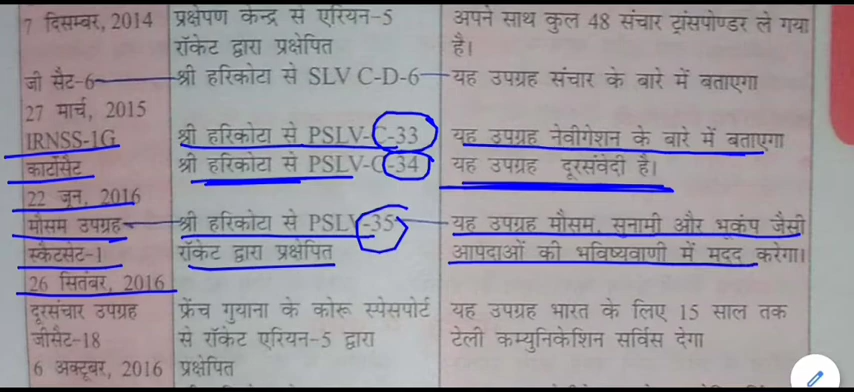 7 दिसम्बर, 2014 प्रक्षेपण केन्द्र से एरियन-5 अपने साथ कुल 48 संचार ट्रांसपोण्डर ले गया
रॉकेट द्वारा प्रक्षेपित है।
जी सैट-6 श्री हरिकोटा से SLV C-D-6 यह उपग्रह संचार के बारे में बताएगा
27 मार्च, 2015
IRNSS-1G श्री हरिकोटा से PSLV-C-33 यह उपग्रह नेवीगेशन के बारे में बताएगा
कार्टोसैट श्री हरिकोटा से PSLV-C-34 यह उपग्रह दूरसंवेदी है।
22 जून, 2016
मौसम उपग्रह श्री हरिकोटा से PSLV-35 यह उपग्रह मौसम, सुनामी और भूकंप जैसी
स्कैटसेट-1 रॉकेट द्वारा प्रक्षेपित आपदाओं की भविष्यवाणी में मदद करेगा।
26 सितंबर, 2016
दूरसंचार उपग्रह फ्रेंच गुयाना के कोरू स्पेसपोर्ट यह उपग्रह भारत के लिए 15 साल तक
जीसैट-18 से रॉकेट एरियन-5 द्वारा टेली कम्युनिकेशिन सर्विस देगा
6 अक्टूबर, 2016 प्रक्षेपित